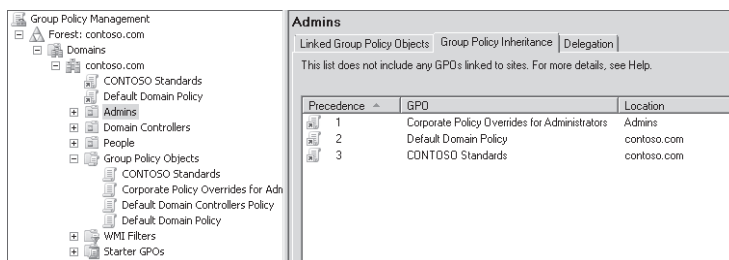 Group Policy Management
Forest: contoso.com
Domains
contoso.com
CONTOSO Standards
Default Domain Policy
Admins
Domain Controllers
People
Group Policy Objects
CONTOSO Standards
Corporate Policy Overrides for Adn
Default Domain Controllers Policy
Default Domain Policy
WMI Filters
Starter GPOs
Admins
Linked Group Policy Objects Group Policy Inheritance Delegation
This list does not include any GPOs linked to sites. For more details, see Help.
Precedence GPO Location
1 Corporate Policy Overrides for Administrators Admins
2 Default Domain Policy contoso.com
3 CONTOSO Standards contoso.com